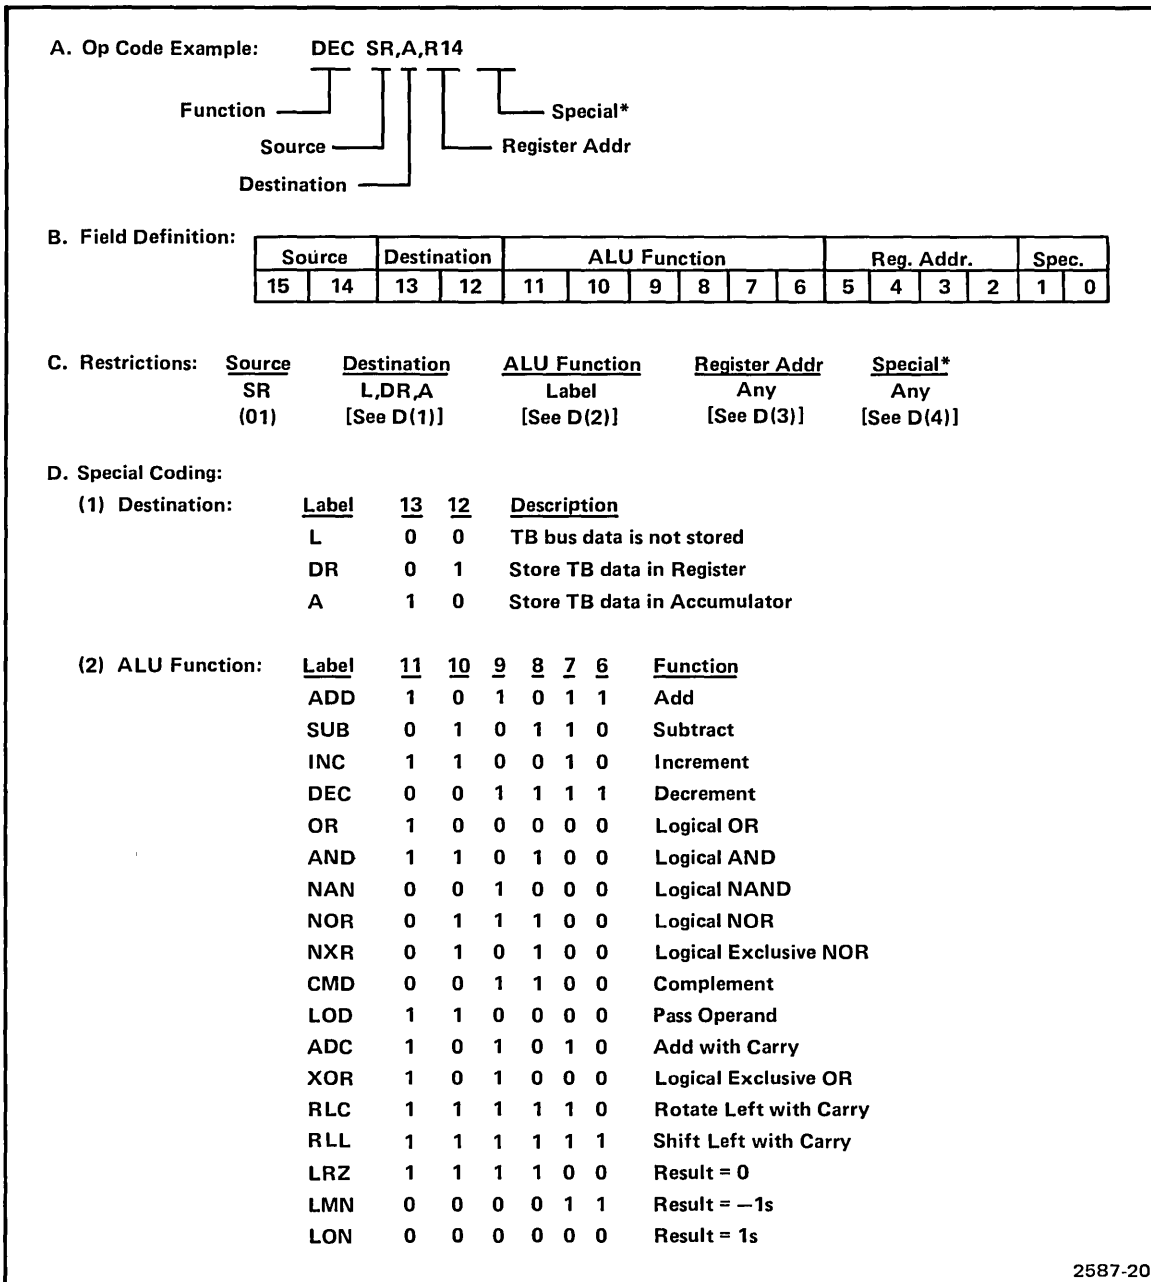 A. Op Code Example: DEC SR,A,R14
Function Special*
Source Register Addr
Destination
B. Field Definition:
Source Destination ALU Function Reg. Addr. Spec.
15 14 13 12 11 10 9 8 7 6 5 4 3 2 1 0
C. Restrictions: Source Destination ALU Function Register Addr Special*
SR L,DR,A Label Any Any
(01) [See D(1)] [See D(2)] [See D(3)] [See D(4)]
D. Special Coding:
(1) Destination: Label 13 12 Description
L 0 0 TB bus data is not stored
DR 0 1 Store TB data in Register
A 1 0 Store TB data in Accumulator
(2) ALU Function: Label 11 10 9 8 7 6 Function
ADD 1 0 1 0 1 1 Add
SUB 0 1 0 1 1 0 Subtract
INC 1 1 0 0 1 0 Increment
DEC 0 0 1 1 1 1 Decrement
OR 1 0 0 0 0 0 Logical OR
AND 1 1 0 1 0 0 Logical AND
NAN 0 0 1 0 0 0 Logical NAND
NOR 0 1 1 1 0 0 Logical NOR
NXR 0 1 0 1 0 0 Logical Exclusive NOR
CMD 0 0 1 1 0 0 Complement
LOD 1 1 0 0 0 0 Pass Operand
ADC 1 0 1 0 1 0 Add with Carry
XOR 1 0 1 0 0 0 Logical Exclusive OR
RLC 1 1 1 1 1 0 Rotate Left with Carry
RLL 1 1 1 1 1 1 Shift Left with Carry
LRZ 1 1 1 1 0 0 Result = 0
LMN 0 0 0 0 1 1 Result = —1s
LON 0 0 0 0 0 0 Result = 1s
2587-20